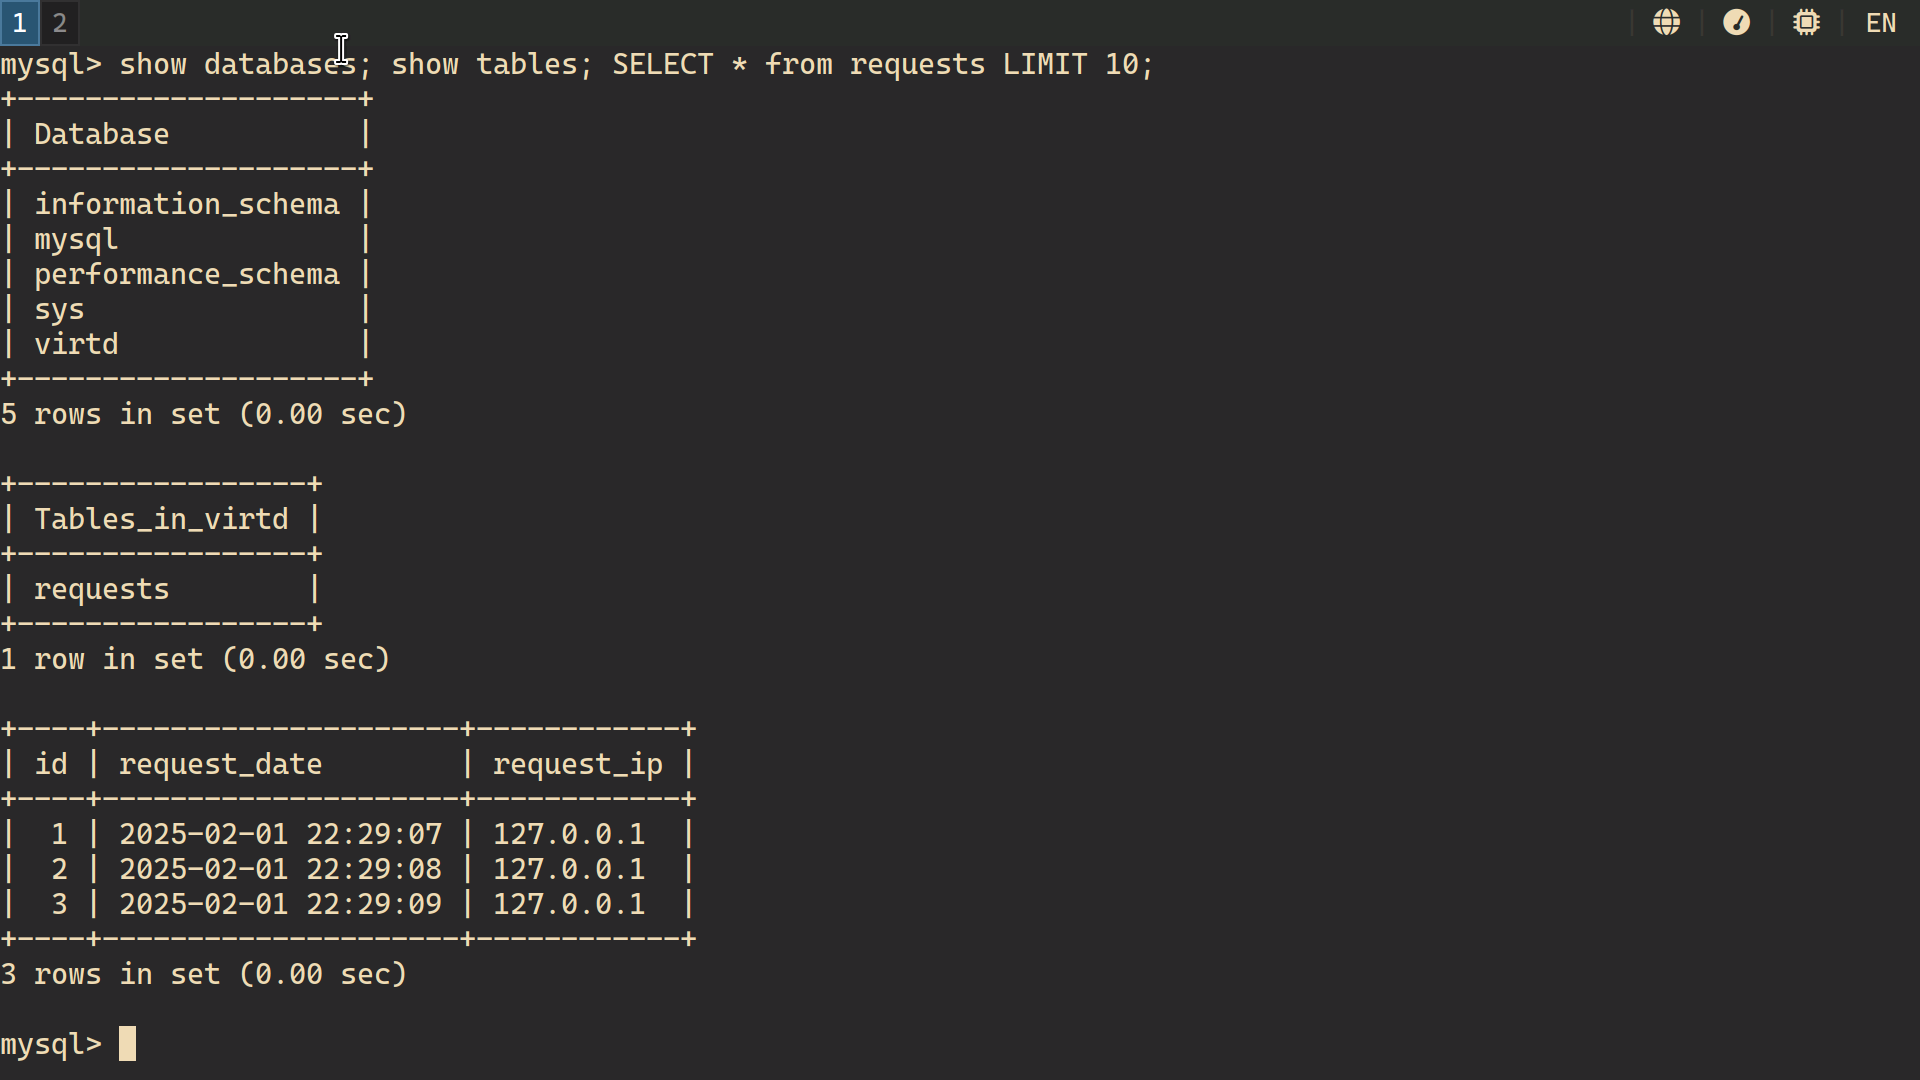 1 2 EN
mysql> show databases; show tables; SELECT * from requests LIMIT 10;
+--------------------+
| Database           |
+--------------------+
| information_schema |
| mysql              |
| performance_schema |
| sys                |
| virtd              |
+--------------------+
5 rows in set (0.00 sec)

+-----------------+
| Tables_in_virtd |
+-----------------+
| requests        |
+-----------------+
1 row in set (0.00 sec)

+----+---------------------+------------+
| id | request_date        | request_ip |
+----+---------------------+------------+
|  1 | 2025-02-01 22:29:07 | 127.0.0.1  |
|  2 | 2025-02-01 22:29:08 | 127.0.0.1  |
|  3 | 2025-02-01 22:29:09 | 127.0.0.1  |
+----+---------------------+------------+
3 rows in set (0.00 sec)

mysql>